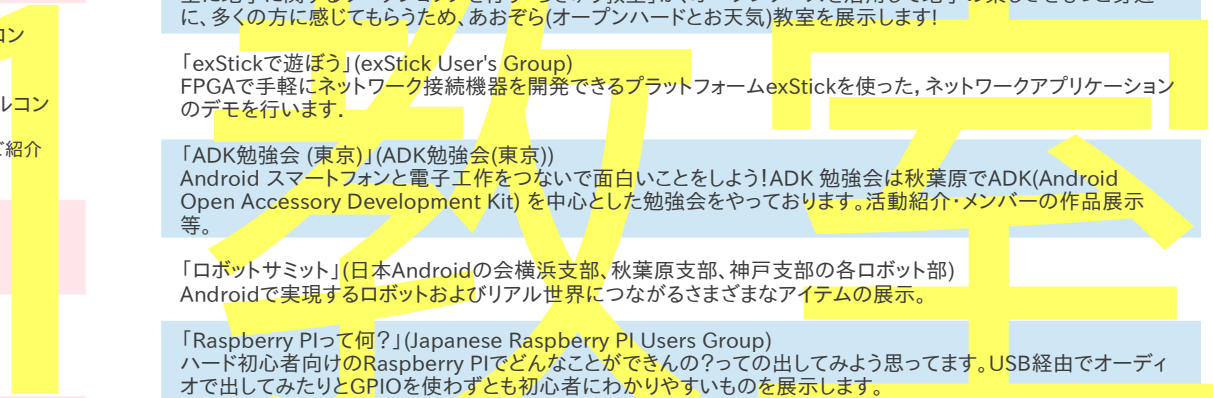 に、多くの方に感じてもらうため、あおぞら(オープンハードとお天気)教室を展示します!
「exStickで遊ぼう」(exStick User's Group)
FPGAで手軽にネットワーク接続機器を開発できるプラットフォームexStickを使った,ネットワークアプリケーション
のデモを行います.
「ADK勉強会 (東京)」(ADK勉強会(東京))
Android スマートフォンと電子工作をつないで面白いことをしよう!ADK 勉強会は秋葉原でADK(Android
Open Accessory Development Kit) を中心とした勉強会をやっております。活動紹介・メンバーの作品展示
等。
「ロボットサミット」(日本Androidの会横浜支部、秋葉原支部、神戸支部の各ロボット部)
Androidで実現するロボットおよびリアル世界につながるさまざまなアイテムの展示。
「Raspberry PIって何?」(Japanese Raspberry PI Users Group)
ハード初心者向けのRaspberry PIでどんなことができんの?っての出してみよう思ってます。USB経由でオーディ
オで出してみたりとGPIOを使わずとも初心者にわかりやすいものを展示します。
コン
ルコン
ご紹介
1
教室